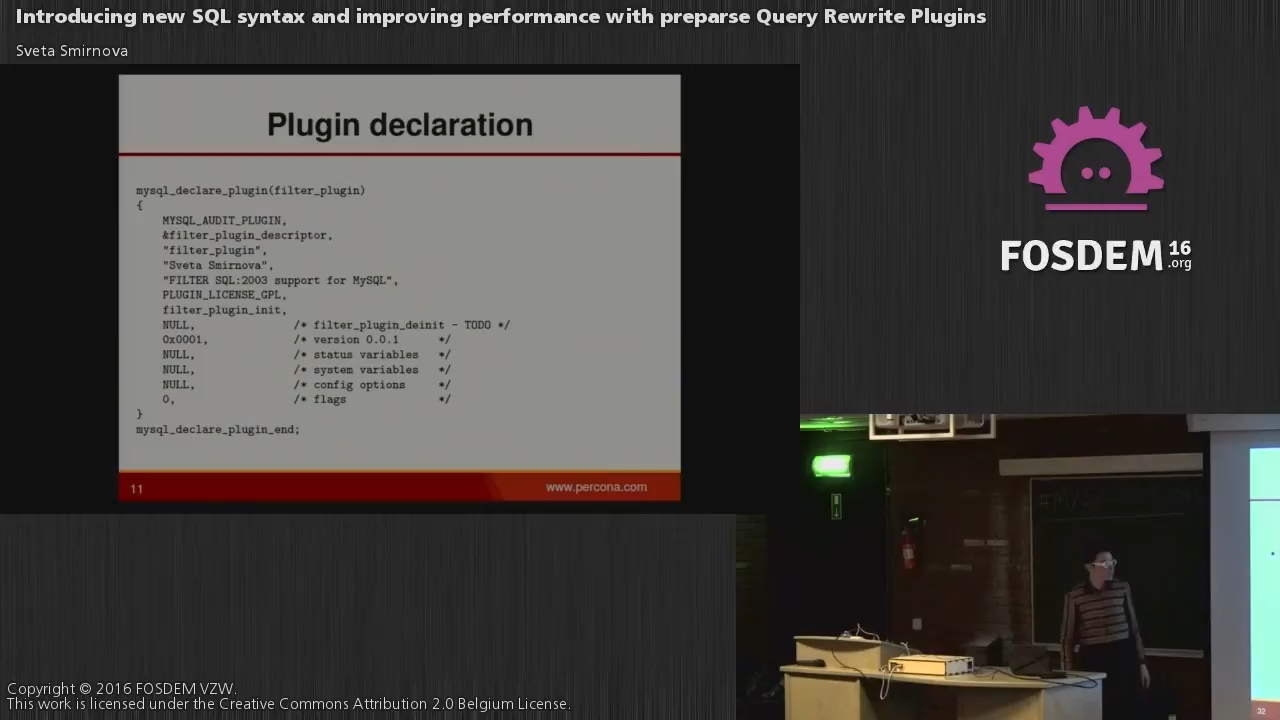 Introducing new SQL syntax and improving performance with preparse Query Rewrite Plugins
Sveta Smirnova
Plugin declaration
mysql_declare_plugin(filter_plugin)
{
MYSQL_AUDIT_PLUGIN,
&filter_plugin_descriptor,
"filter_plugin",
"Sveta Smirnova",
"FILTER SQL:2003 support for MySQL",
PLUGIN_LICENSE_GPL,
filter_plugin_init,
NULL, /* filter_plugin_deinit - TODO */
0x0001, /* version 0.0.1 */
NULL, /* status variables */
NULL, /* system variables */
NULL, /* config options */
0, /* flags */
}
mysql_declare_plugin_end;
11
www.percona.com
FOSDEM 16
.org
32
Copyright © 2016 FOSDEM VZW.
This work is licensed under the Creative Commons Attribution 2.0 Belgium License.